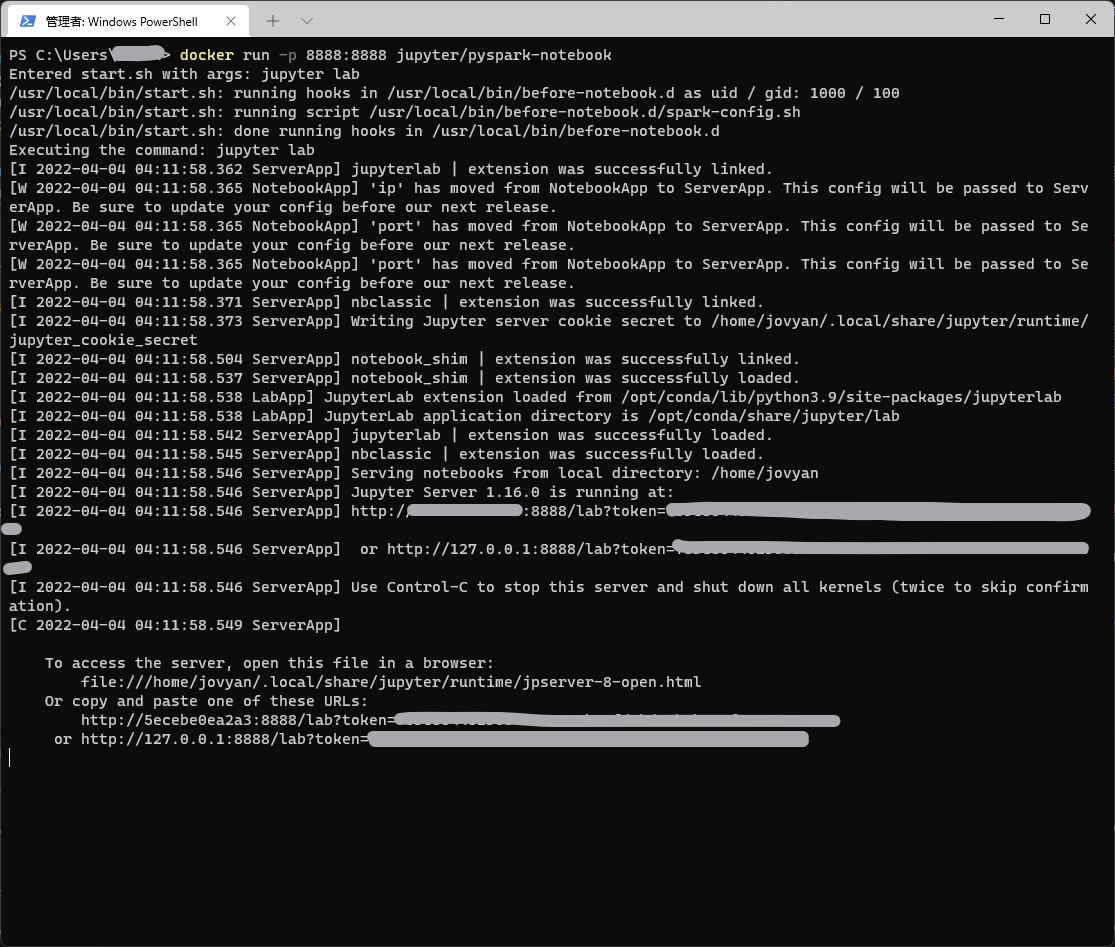 管理者: Windows PowerShell
PS C:\Users\> docker run -p 8888:8888 jupyter/pyspark-notebook
Entered start.sh with args: jupyter lab
/usr/local/bin/start.sh: running hooks in /usr/local/bin/before-notebook.d as uid / gid: 1000 / 100
/usr/local/bin/start.sh: running script /usr/local/bin/before-notebook.d/spark-config.sh
/usr/local/bin/start.sh: done running hooks in /usr/local/bin/before-notebook.d
Executing the command: jupyter lab
[I 2022-04-04 04:11:58.362 ServerApp] jupyterlab | extension was successfully linked.
[W 2022-04-04 04:11:58.365 NotebookApp] 'ip' has moved from NotebookApp to ServerApp. This config will be passed to Serv
erApp. Be sure to update your config before our next release.
[W 2022-04-04 04:11:58.365 NotebookApp] 'port' has moved from NotebookApp to ServerApp. This config will be passed to Se
rverApp. Be sure to update your config before our next release.
[W 2022-04-04 04:11:58.365 NotebookApp] 'port' has moved from NotebookApp to ServerApp. This config will be passed to Se
rverApp. Be sure to update your config before our next release.
[I 2022-04-04 04:11:58.371 ServerApp] nbclassic | extension was successfully linked.
[I 2022-04-04 04:11:58.373 ServerApp] Writing Jupyter server cookie secret to /home/jovyan/.local/share/jupyter/runtime/
jupyter_cookie_secret
[I 2022-04-04 04:11:58.504 ServerApp] notebook_shim | extension was successfully linked.
[I 2022-04-04 04:11:58.537 ServerApp] notebook_shim | extension was successfully loaded.
[I 2022-04-04 04:11:58.538 LabApp] JupyterLab extension loaded from /opt/conda/lib/python3.9/site-packages/jupyterlab
[I 2022-04-04 04:11:58.538 LabApp] JupyterLab application directory is /opt/conda/share/jupyter/lab
[I 2022-04-04 04:11:58.542 ServerApp] jupyterlab | extension was successfully loaded.
[I 2022-04-04 04:11:58.545 ServerApp] nbclassic | extension was successfully loaded.
[I 2022-04-04 04:11:58.546 ServerApp] Serving notebooks from local directory: /home/jovyan
[I 2022-04-04 04:11:58.546 ServerApp] Jupyter Server 1.16.0 is running at:
[I 2022-04-04 04:11:58.546 ServerApp] http:/ :8888/lab?token=
[I 2022-04-04 04:11:58.546 ServerApp]  or http://127.0.0.1:8888/lab?token=
[I 2022-04-04 04:11:58.546 ServerApp] Use Control-C to stop this server and shut down all kernels (twice to skip confirm
ation).
[C 2022-04-04 04:11:58.549 ServerApp]
To access the server, open this file in a browser:
file:///home/jovyan/.local/share/jupyter/runtime/jpserver-8-open.html
Or copy and paste one of these URLs:
http://5ecebe0ea2a3:8888/lab?token=
or http://127.0.0.1:8888/lab?token=